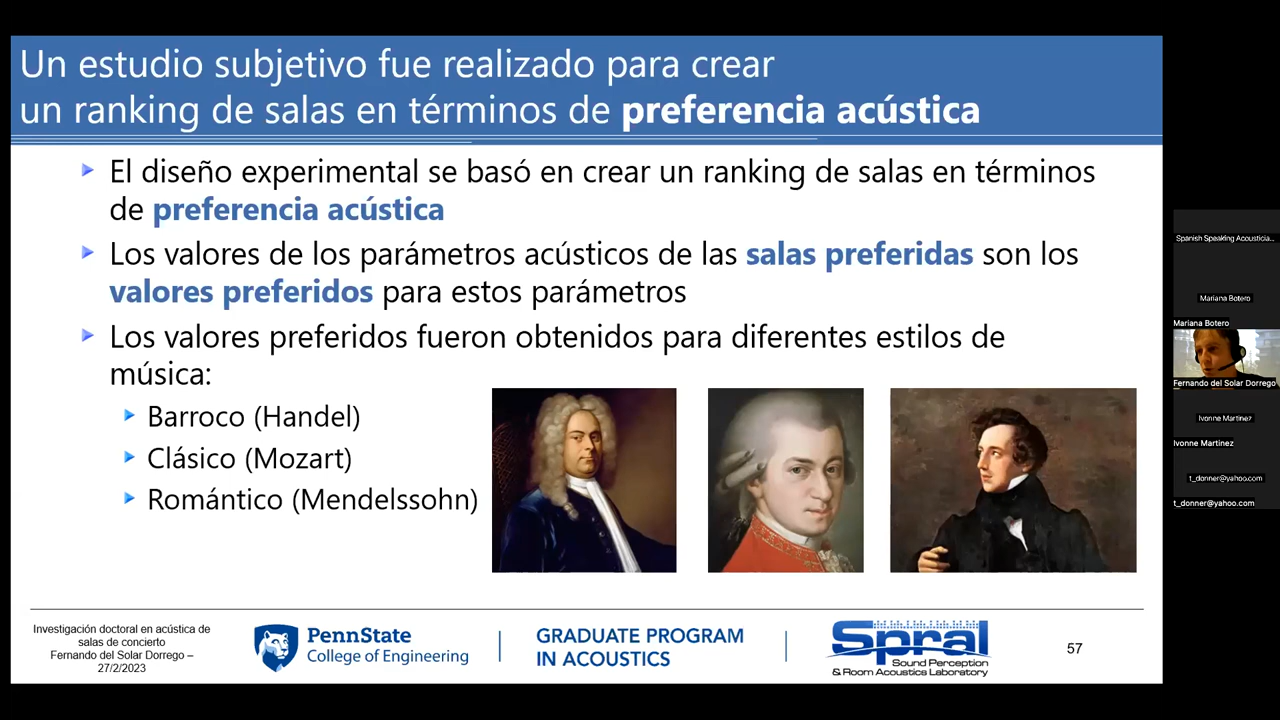 Un estudio subjetivo fue realizado para crear
un ranking de salas en términos de preferencia acústica
El diseño experimental se basó en crear un ranking de salas en términos
de preferencia acústica
Los valores de los parámetros acústicos de las salas preferidas son los
valores preferidos para estos parámetros
Los valores preferidos fueron obtenidos para diferentes estilos de
música:
Barroco (Handel)
Clásico (Mozart)
Romántico (Mendelssohn)
Investigación doctoral en acústica de
salas de concierto
Fernando del Solar Dorrego –
27/2/2023
PennState
College of Engineering
GRADUATE PROGRAM
IN ACOUSTICS
Spral
Sound Perception
& Room Acoustics Laboratory
57
Spanish Speaking Acousticia...
Mariana Botero
Mariana Botero
Fernando del Solar Dorrego
Ivonne Martinez
Ivonne Martinez
t_donner@yahoo.com
t_donner@yahoo.com